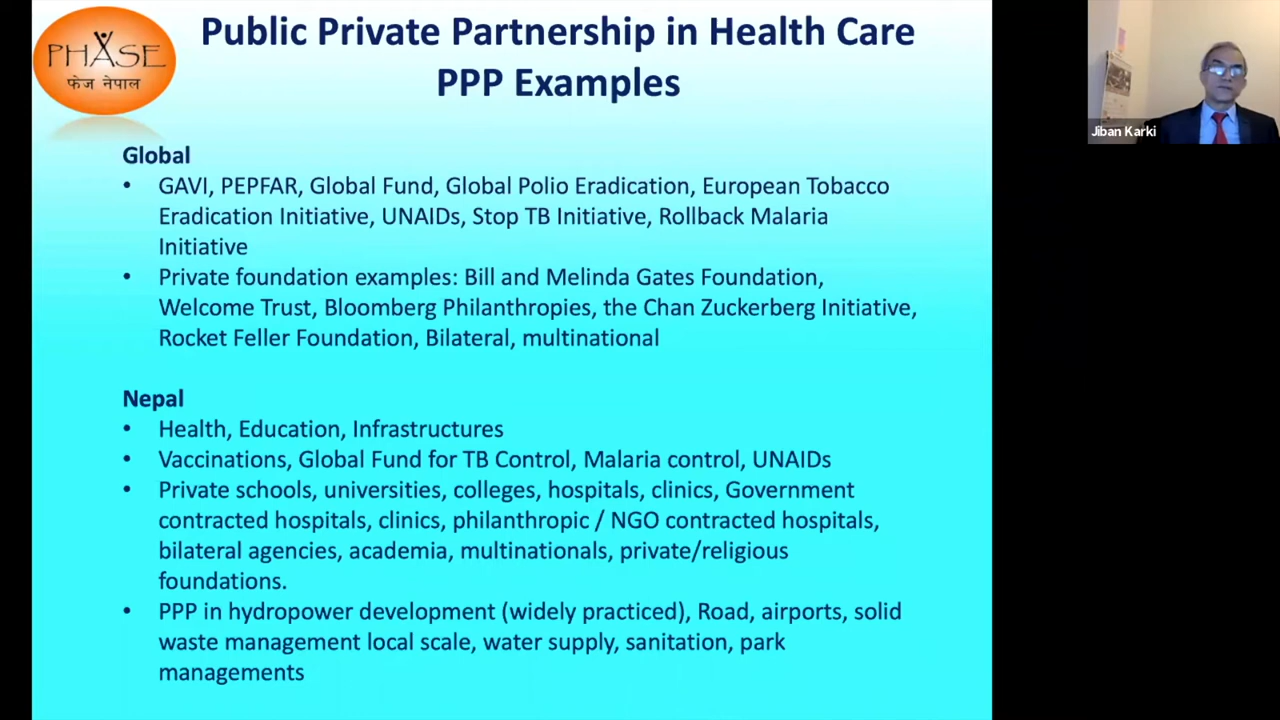 PHASE
फेज नेपाल
Public Private Partnership in Health Care
PPP Examples
Jiban Karki
Global
• GAVI, PEPFAR, Global Fund, Global Polio Eradication, European Tobacco
Eradication Initiative, UNAIDs, Stop TB Initiative, Rollback Malaria
Initiative
• Private foundation examples: Bill and Melinda Gates Foundation,
Welcome Trust, Bloomberg Philanthropies, the Chan Zuckerberg Initiative,
Rocket Feller Foundation, Bilateral, multinational
Nepal
• Health, Education, Infrastructures
• Vaccinations, Global Fund for TB Control, Malaria control, UNAIDs
• Private schools, universities, colleges, hospitals, clinics, Government
contracted hospitals, clinics, philanthropic / NGO contracted hospitals,
bilateral agencies, academia, multinationals, private/religious
foundations.
• PPP in hydropower development (widely practiced), Road, airports, solid
waste management local scale, water supply, sanitation, park
managements